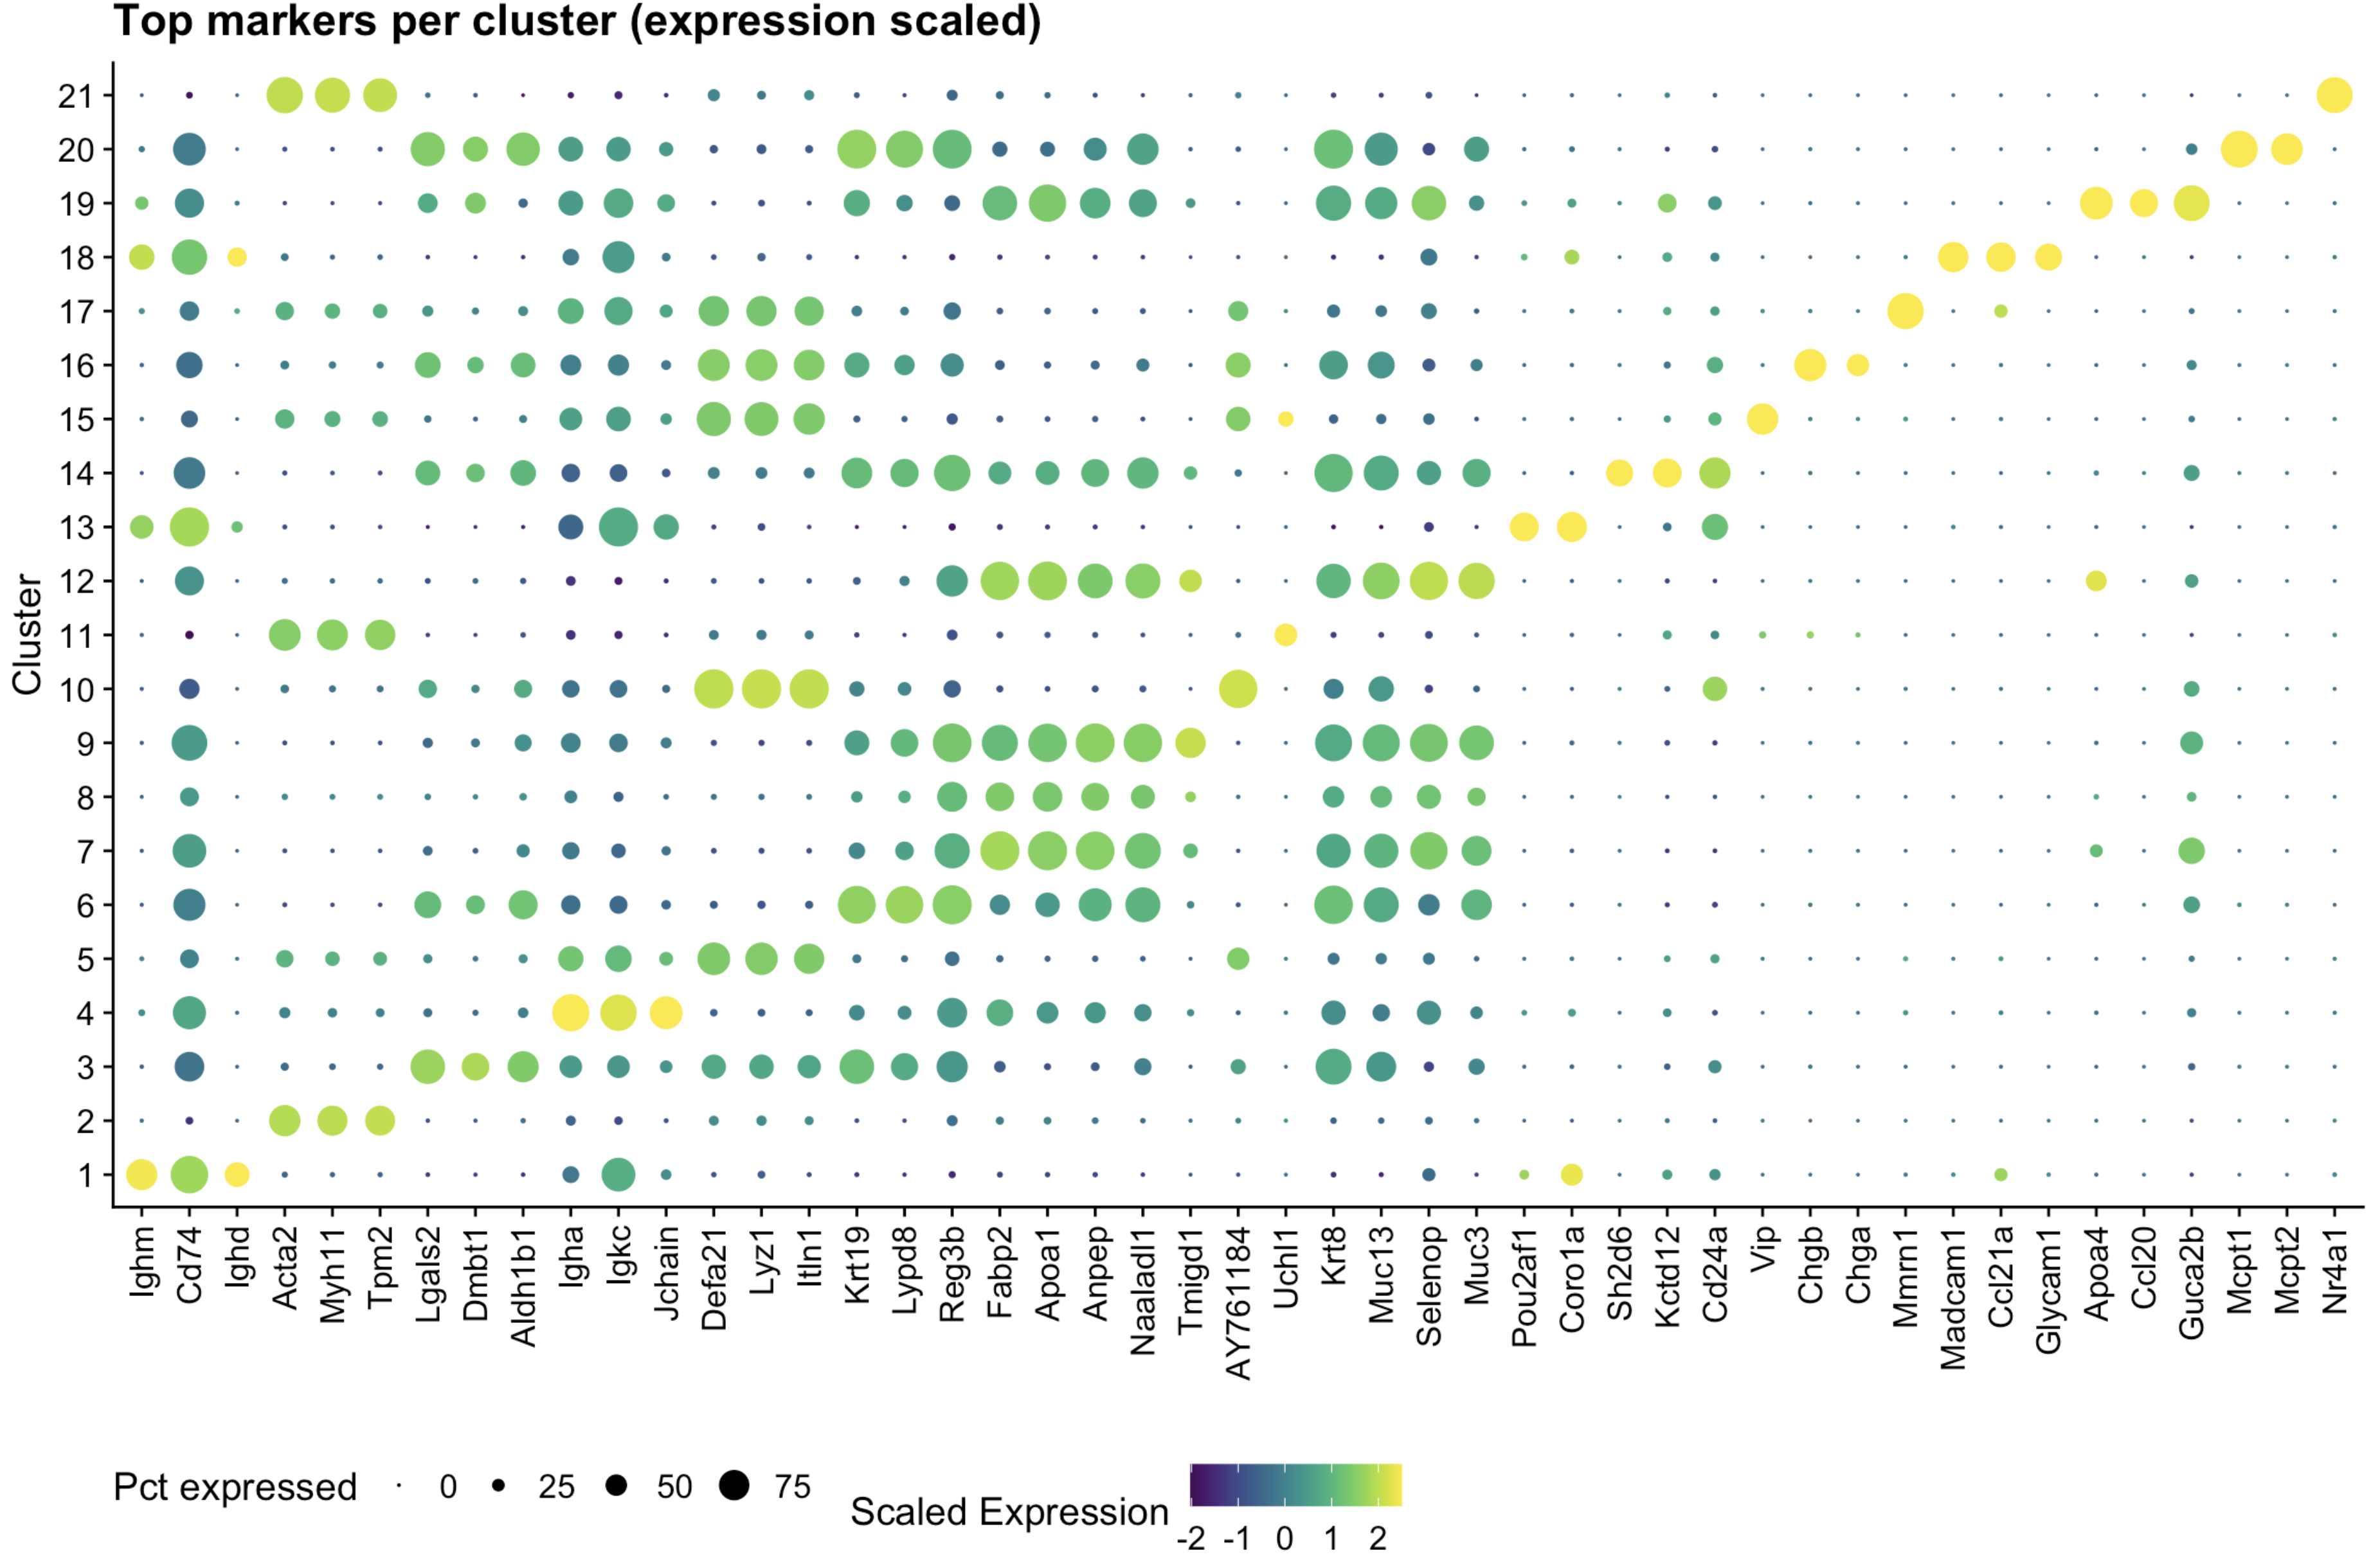 Top markers per cluster (expression scaled)
Cluster
21
20
19
18
17
16
15
14
13
12
11
10
9
8
7
6
5
4
3
2
1
Ighm
Cd74
Ighd
Acta2
Myh11
Tpm2
Lgals2
Dmbt1
Aldh1b1
Igha
Igkc
Jchain
Defa21
Lyz1
Itln1
Krt19
Lypd8
Reg3b
Fabp2
Apoa1
Anpep
Naaladl1
Tmigd1
AY761184
Uchl1
Krt8
Muc13
Selenop
Muc3
Pou2af1
Coro1a
Sh2d6
Kctd12
Cd24a
Vip
Chgb
Chga
Mmrn1
Madcam1
Ccl21a
Glycam1
Apoa4
Ccl20
Guca2b
Mcpt1
Mcpt2
Nr4a1
Pct expressed 0 25 50 75
Scaled Expression
-2 -1 0 1 2